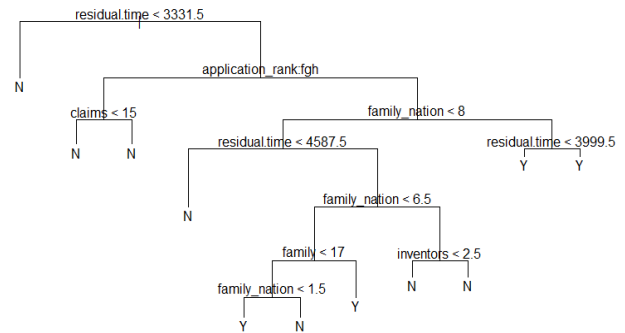 residual.time < 3331.5
N
application_rank:fgh
claims < 15
N N
family_nation < 8
residual.time < 4587.5
residual.time < 3999.5
Y Y
N
family_nation < 6.5
family < 17
inventors < 2.5
N N
family_nation < 1.5
Y
Y N